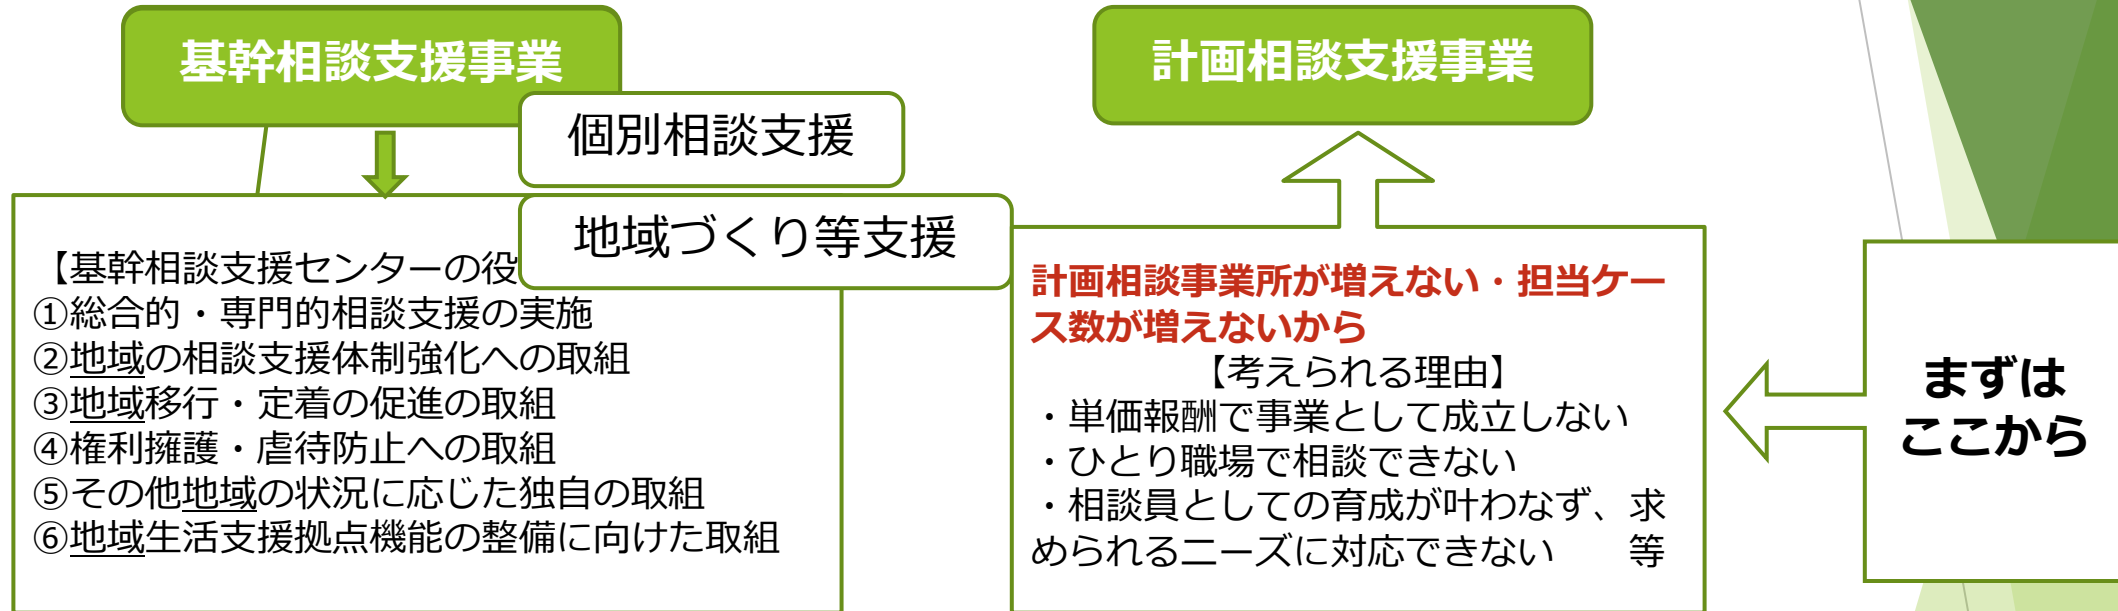 基幹相談支援事業
個別相談支援
地域づくり等支援
【基幹相談支援センターの役
①総合的・専門的相談支援の実施
②地域の相談支援体制強化への取組
③地域移行・定着の促進の取組
④権利擁護・虐待防止への取組
⑤その他地域の状況に応じた独自の取組
⑥地域生活支援拠点機能の整備に向けた取組
計画相談支援事業
計画相談事業所が増えない・担当ケー
ス数が増えないから
【考えられる理由】
・単価報酬で事業として成立しない
・ひとり職場で相談できない
・相談員としての育成が叶わなず、求
められるニーズに対応できない　　等
まずは
ここから